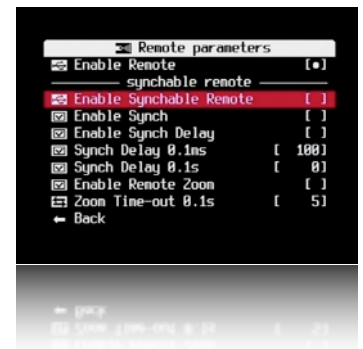 Remote parameters
Enable Remote [•]
synchable remote
Enable Synchable Remote [ ]
Enable Synch [ ]
Enable Synch Delay [ ]
Synch Delay 0.1ms [ 100]
Synch Delay 0.1s [ 0]
Enable Remote Zoom [ ]
Zoom Time-out 0.1s [ 5]
← Back